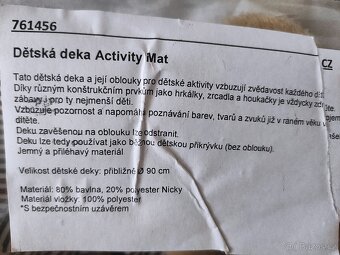 761456
Dětská deka Activity Mat
CZ
Tato dětská deka a její oblouky pro dětské aktivity vzbuzují zvědavost každého
Díky různým konstrukčním prvkům jako hrkálky, zrcadla a houkačky je vždycky
zábavy i pro ty nejmenší děti.
Vzbuzuje pozornost a napomáhá poznávání barev, tvarů a zvuků již v raném věku
dítěte.
Deku zavěšenou na oblouku lze odstranit.
Deku lze tedy používat jako běžnou dětskou přikrývku (bez oblouku).
Jemný a příléhavý materiál
Velikost dětské deky: přibližně Ø 90 cm
Materiál: 80% bavlna, 20% polyester Nicky
Materiál vložky: 100% polyester
*S bezpečnostním uzávěrem